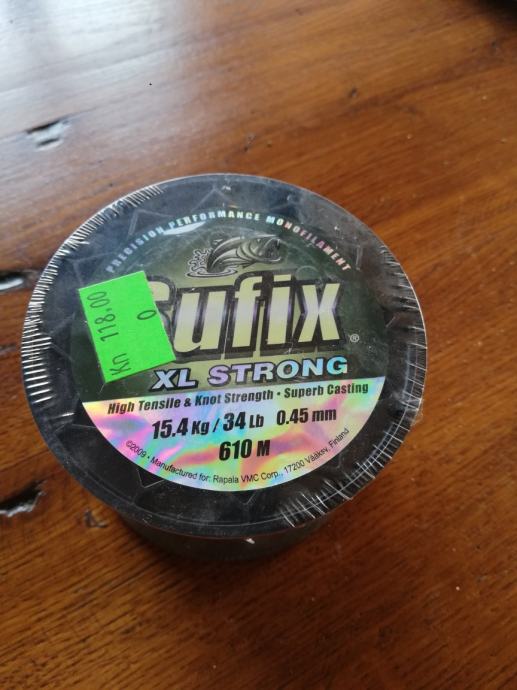 PRECISION PERFORMANCE MONOFILAMENT
Sufix®
Kn 118,00
0
XL STRONG
High Tensile & Knot Strength • Superb Casting
15.4 Kg / 34 Lb 0.45 mm
610 M
©2009 • Manufactured for: Rapala VMC Corp., 17200 Vääksy, Finland